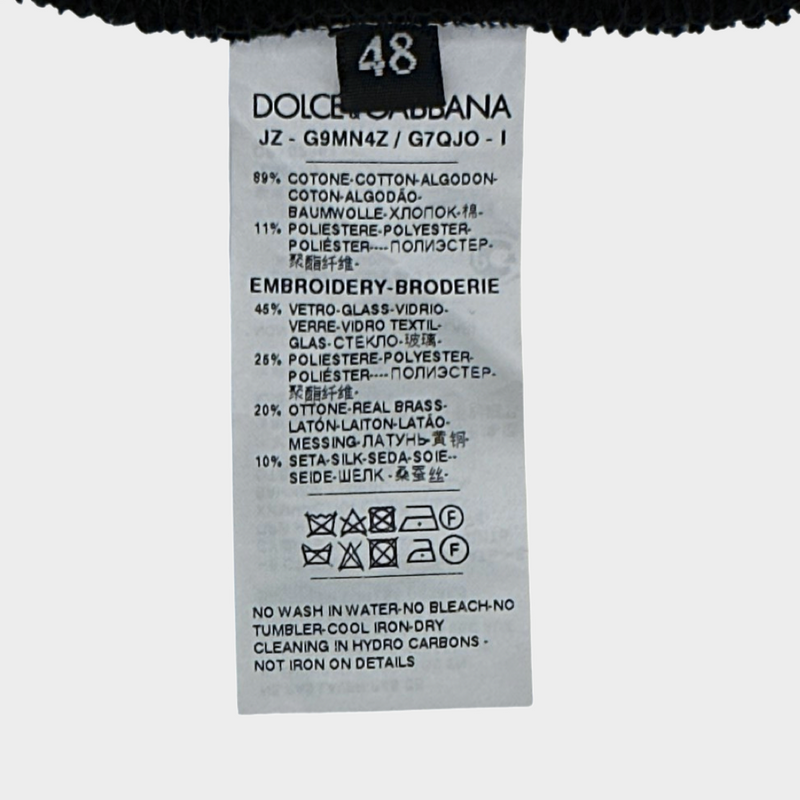 48
DOLCE&GABBANA
JZ - G9MN4Z / G7QJO - I
89% COTONE-COTTON-ALGODON-
COTON-ALGODÃO-
BAUMWOLLE-ХЛОПОК-棉-
11% POLIESTERE-POLYESTER-
POLIÉSTER----ПОЛИЭСТЕР-
聚酯纤维-
EMBROIDERY-BRODERIE
45% VETRO-GLASS-VIDRIO-
VERRE-VIDRO TEXTIL-
GLAS-СТЕКЛО-玻璃-
25% POLIESTERE-POLYESTER-
POLIÉSTER----ПОЛИЭСТЕР-
聚酯纤维-
20% OTTONE-REAL BRASS-
LATÓN-LAITON-LATÃO-
MESSING-ЛАТУНЬ-黄铜-
10% SETA-SILK-SEDA-SOIE--
SEIDE-ШЕЛК -桑蚕丝-
F
F
NO WASH IN WATER-NO BLEACH-NO
TUMBLER-COOL IRON-DRY
CLEANING IN HYDRO CARBONS -
NOT IRON ON DETAILS